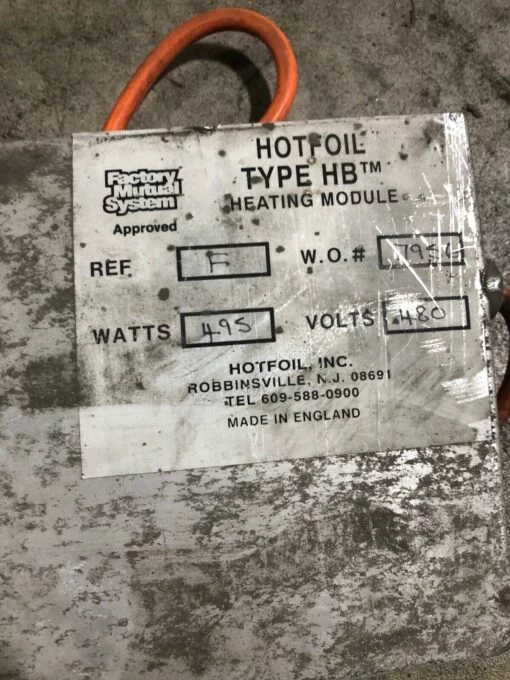 HOTFOIL
TYPE HB™
HEATING MODULE
Factory
Mutual
System
Approved
REF F W.O.# 7956
WATTS 495 VOLTS 480
HOTFOIL, INC.
ROBBINSVILLE, N.J. 08691
TEL 609-588-0900
MADE IN ENGLAND